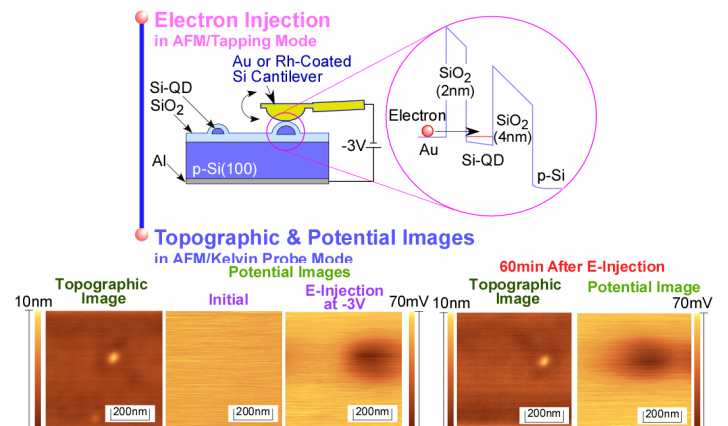 Electron Injection
in AFM/Tapping Mode
Au or Rh-Coated
Si Cantilever
Si-QD
SiO2
Al
p-Si(100)
-3V
SiO2
(2nm)
Electron
Au
Si-QD
SiO2
(4nm)
p-Si
Topographic & Potential Images
in AFM/Kelvin Probe Mode
Potential Images
60min After E-Injection
10nm
Topographic
Image
Initial
E-Injection
at -3V
70mV
10nm
Topographic
Image
Potential Image
70mV
200nm
200nm
200nm
200nm
200nm